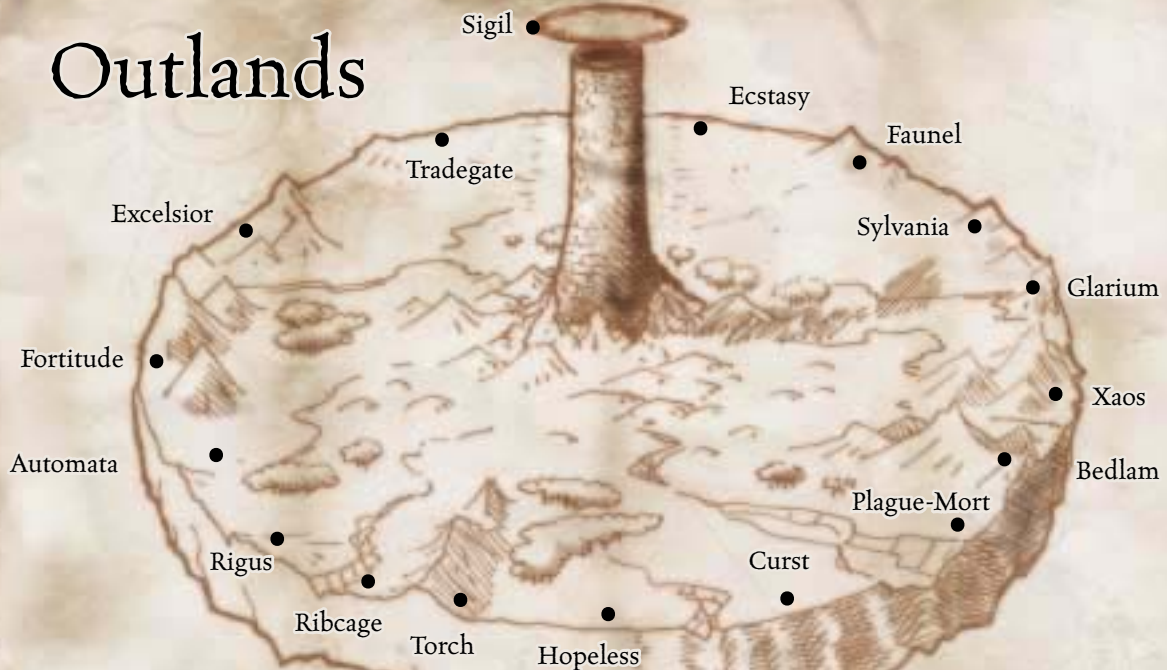 Sigil
Outlands
Ecstasy
Faunel
Tradegate
Excelsior
Sylvania
Glarium
Fortitude
Xaos
Automata
Bedlam
Plague-Mort
Rigus
Curst
Ribcage
Torch
Hopeless